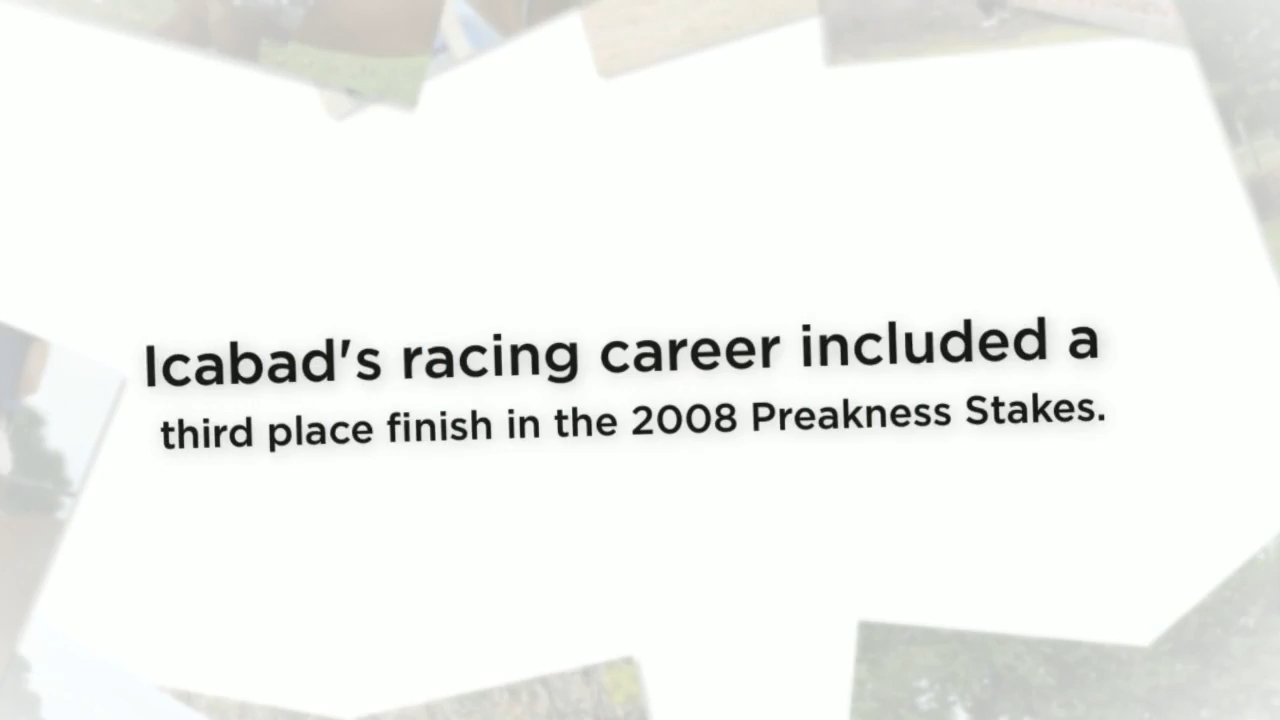 Icabad's racing career included a
third place finish in the 2008 Preakness Stakes.